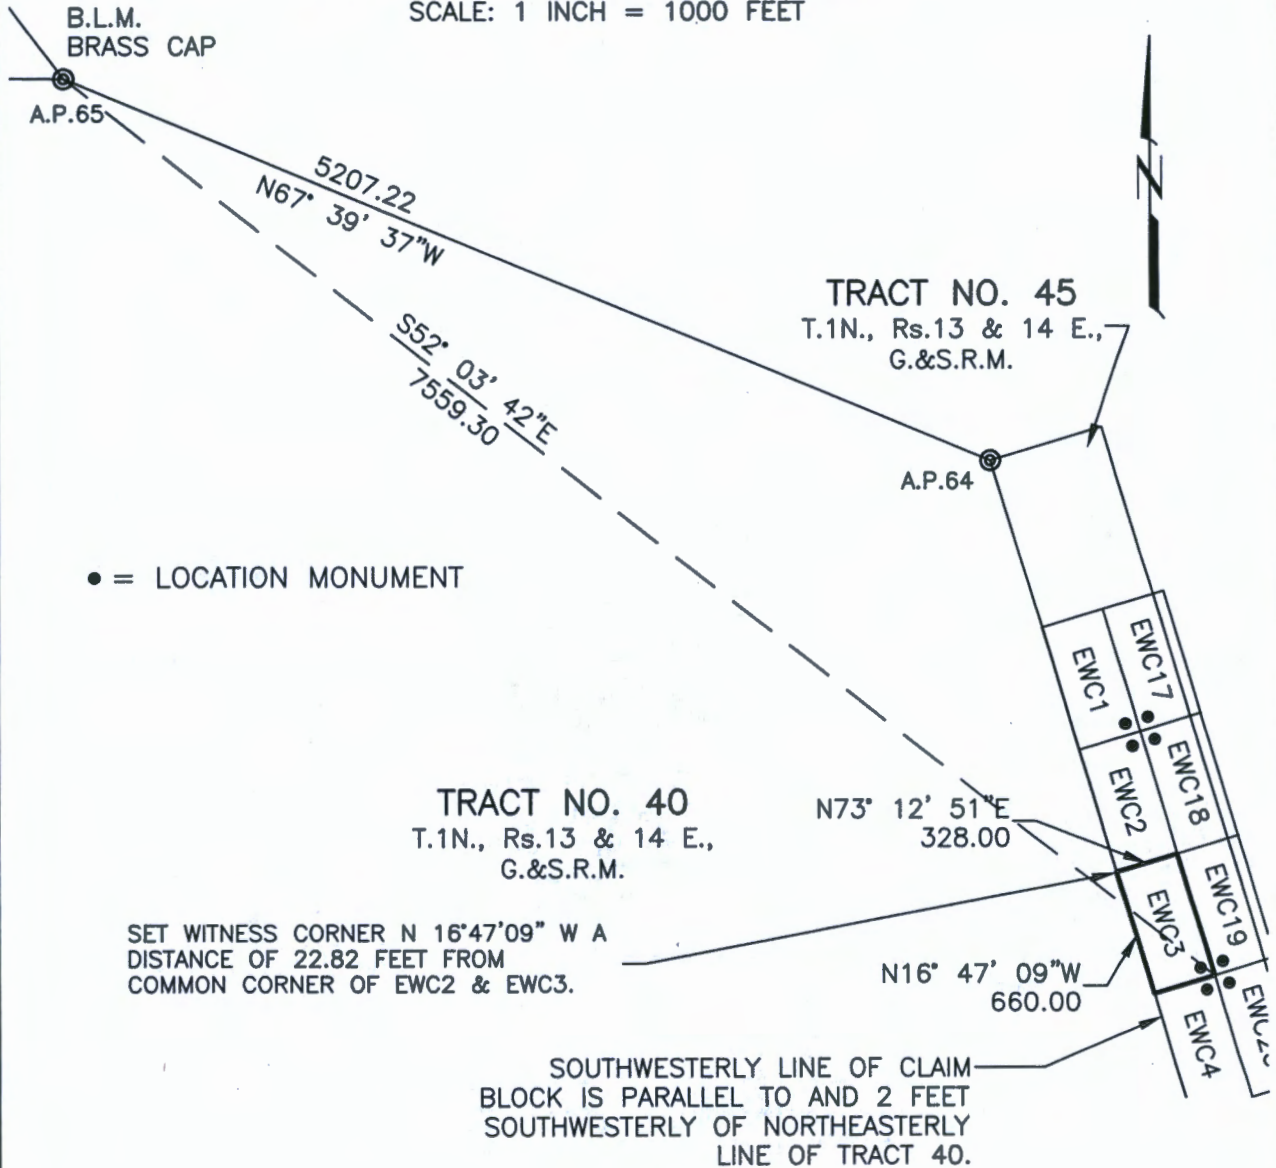 SCALE: 1 INCH = 1000 FEET
B.L.M.
BRASS CAP
A.P.65
5207.22
N67° 39' 37"W
N
TRACT NO. 45
T.1N., Rs.13 & 14 E.,
G.&S.R.M.
S52° 03' 42"E
7559.30
A.P.64
● = LOCATION MONUMENT
EWC17
EWC1
EWC18
EWC2
TRACT NO. 40
T.1N., Rs.13 & 14 E.,
G.&S.R.M.
N73° 12' 51"E
328.00
EWC19
EWC3
SET WITNESS CORNER N 16°47'09" W A
DISTANCE OF 22.82 FEET FROM
COMMON CORNER OF EWC2 & EWC3.
N16° 47' 09"W
660.00
EWC4
SOUTHWESTERLY LINE OF CLAIM
BLOCK IS PARALLEL TO AND 2 FEET
SOUTHWESTERLY OF NORTHEASTERLY
LINE OF TRACT 40.